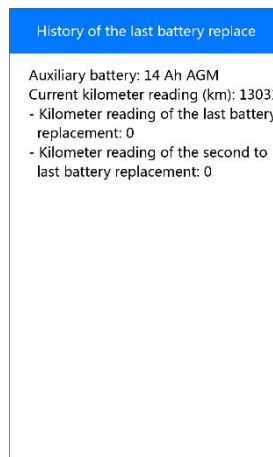 History of the last battery replace
Auxiliary battery: 14 Ah AGM
Current kilometer reading (km): 1303
- Kilometer reading of the last battery
replacement: 0
- Kilometer reading of the second to
last battery replacement: 0